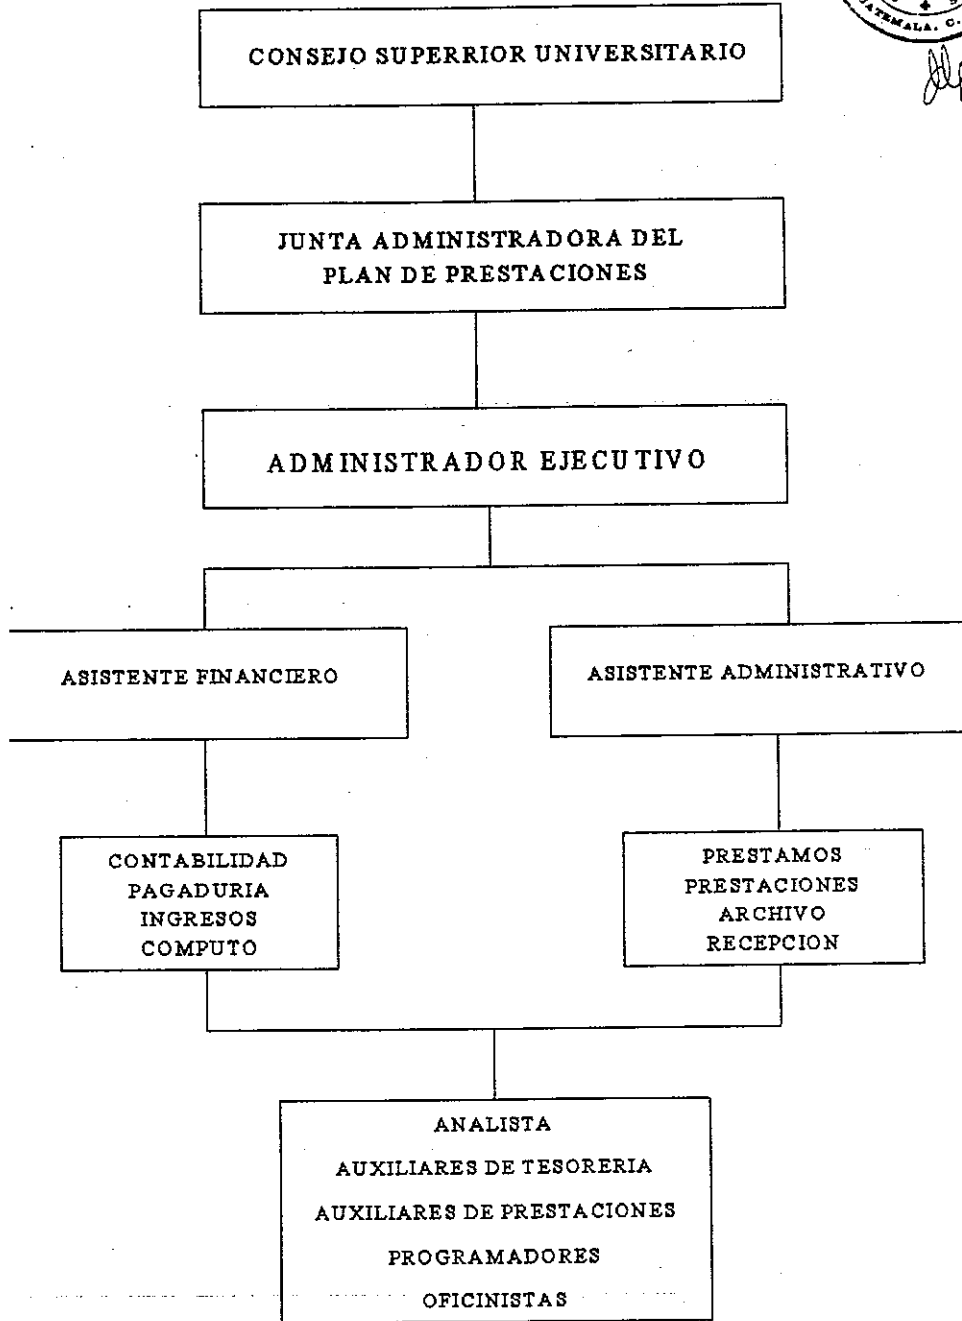 GUATEMALA, C.
CONSEJO SUPERRIOR UNIVERSITARIO
JUNTA ADMINISTRADORA DEL
PLAN DE PRESTACIONES
ADMINISTRADOR EJECUTIVO
ASISTENTE FINANCIERO
ASISTENTE ADMINISTRATIVO
CONTABILIDAD
PAGADURIA
INGRESOS
COMPUTO
PRESTAMOS
PRESTACIONES
ARCHIVO
RECEPCION
ANALISTA
AUXILIARES DE TESORERIA
AUXILIARES DE PRESTACIONES
PROGRAMADORES
OFICINISTAS